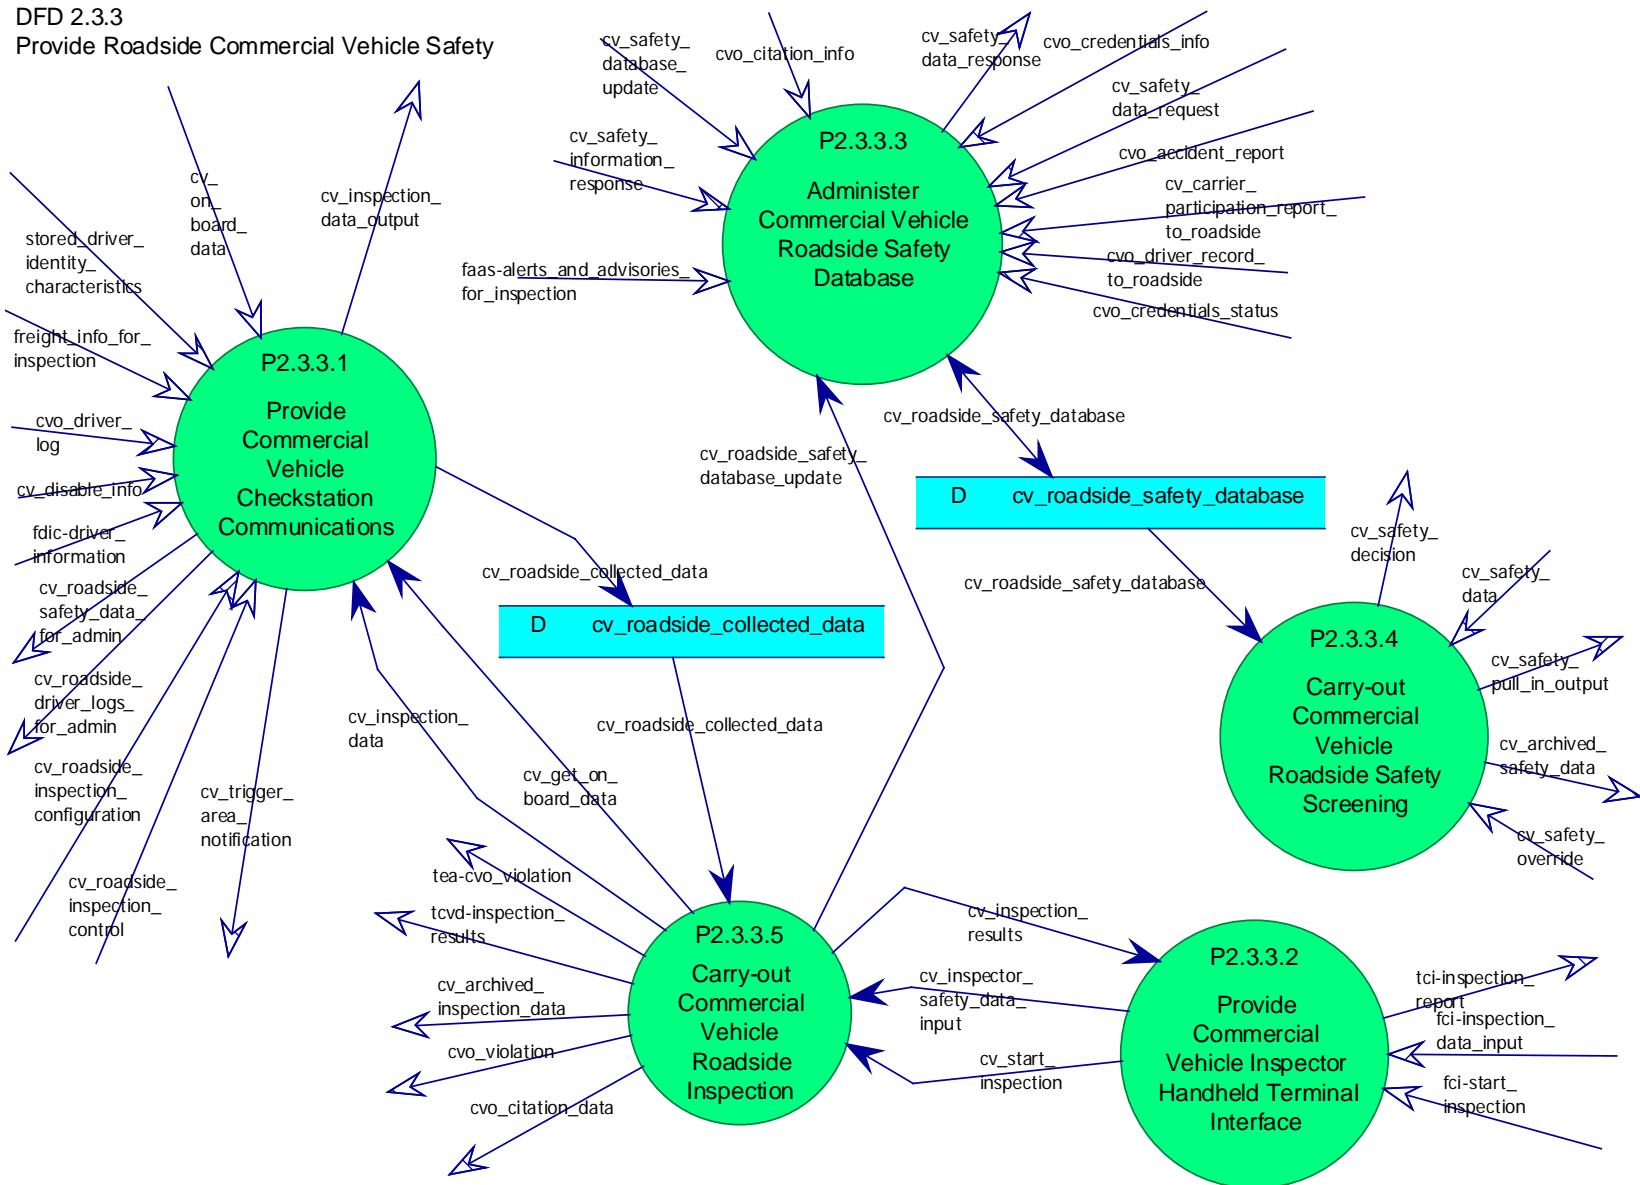 DFD 2.3.3
Provide Roadside Commercial Vehicle Safety
cv_safety_
database_
update
cvo_citation_info
cv_safety_
data_response
cvo_credentials_info
cv_safety_
data_request
cv_safety_
information_
response
cvo_accident_report
cv_carrier_
participation_report_
to_roadside
cvo_driver_record_
to_roadside
cvo_credentials_status
faas-alerts_and_advisories_
for_inspection
P2.3.3.3
Administer
Commercial Vehicle
Roadside Safety
Database
cv_
on_
board_
data
cv_inspection_
data_output
stored_driver_
identity_
characteristics
freight_info_for_
inspection
cvo_driver_
log
cv_disable_info
fdic-driver_
information
cv_roadside_
safety_data_
for_admin
cv_roadside_
driver_logs_
for_admin
cv_roadside_
inspection_
configuration
cv_roadside_
inspection_
control
cv_trigger_
area_
notification
P2.3.3.1
Provide
Commercial
Vehicle
Checkstation
Communications
cv_roadside_collected_data
D cv_roadside_collected_data
cv_roadside_collected_data
cv_inspection_
data
cv_get_on_
board_data
cv_roadside_safety_
database_update
cv_roadside_safety_database
D cv_roadside_safety_database
cv_roadside_safety_database
cv_safety_
decision
cv_safety_
data
cv_safety_
pull_in_output
cv_archived_
safety_data
cv_safety_
override
P2.3.3.4
Carry-out
Commercial
Vehicle
Roadside Safety
Screening
tea-cvo_violation
tcvd-inspection_
results
cv_archived_
inspection_data
cvo_violation
cvo_citation_data
P2.3.3.5
Carry-out
Commercial
Vehicle
Roadside
Inspection
cv_inspection_
results
cv_inspector_
safety_data_
input
cv_start_
inspection
P2.3.3.2
Provide
Commercial
Vehicle Inspector
Handheld Terminal
Interface
tci-inspection_
report
fci-inspection_
data_input
fci-start_
inspection